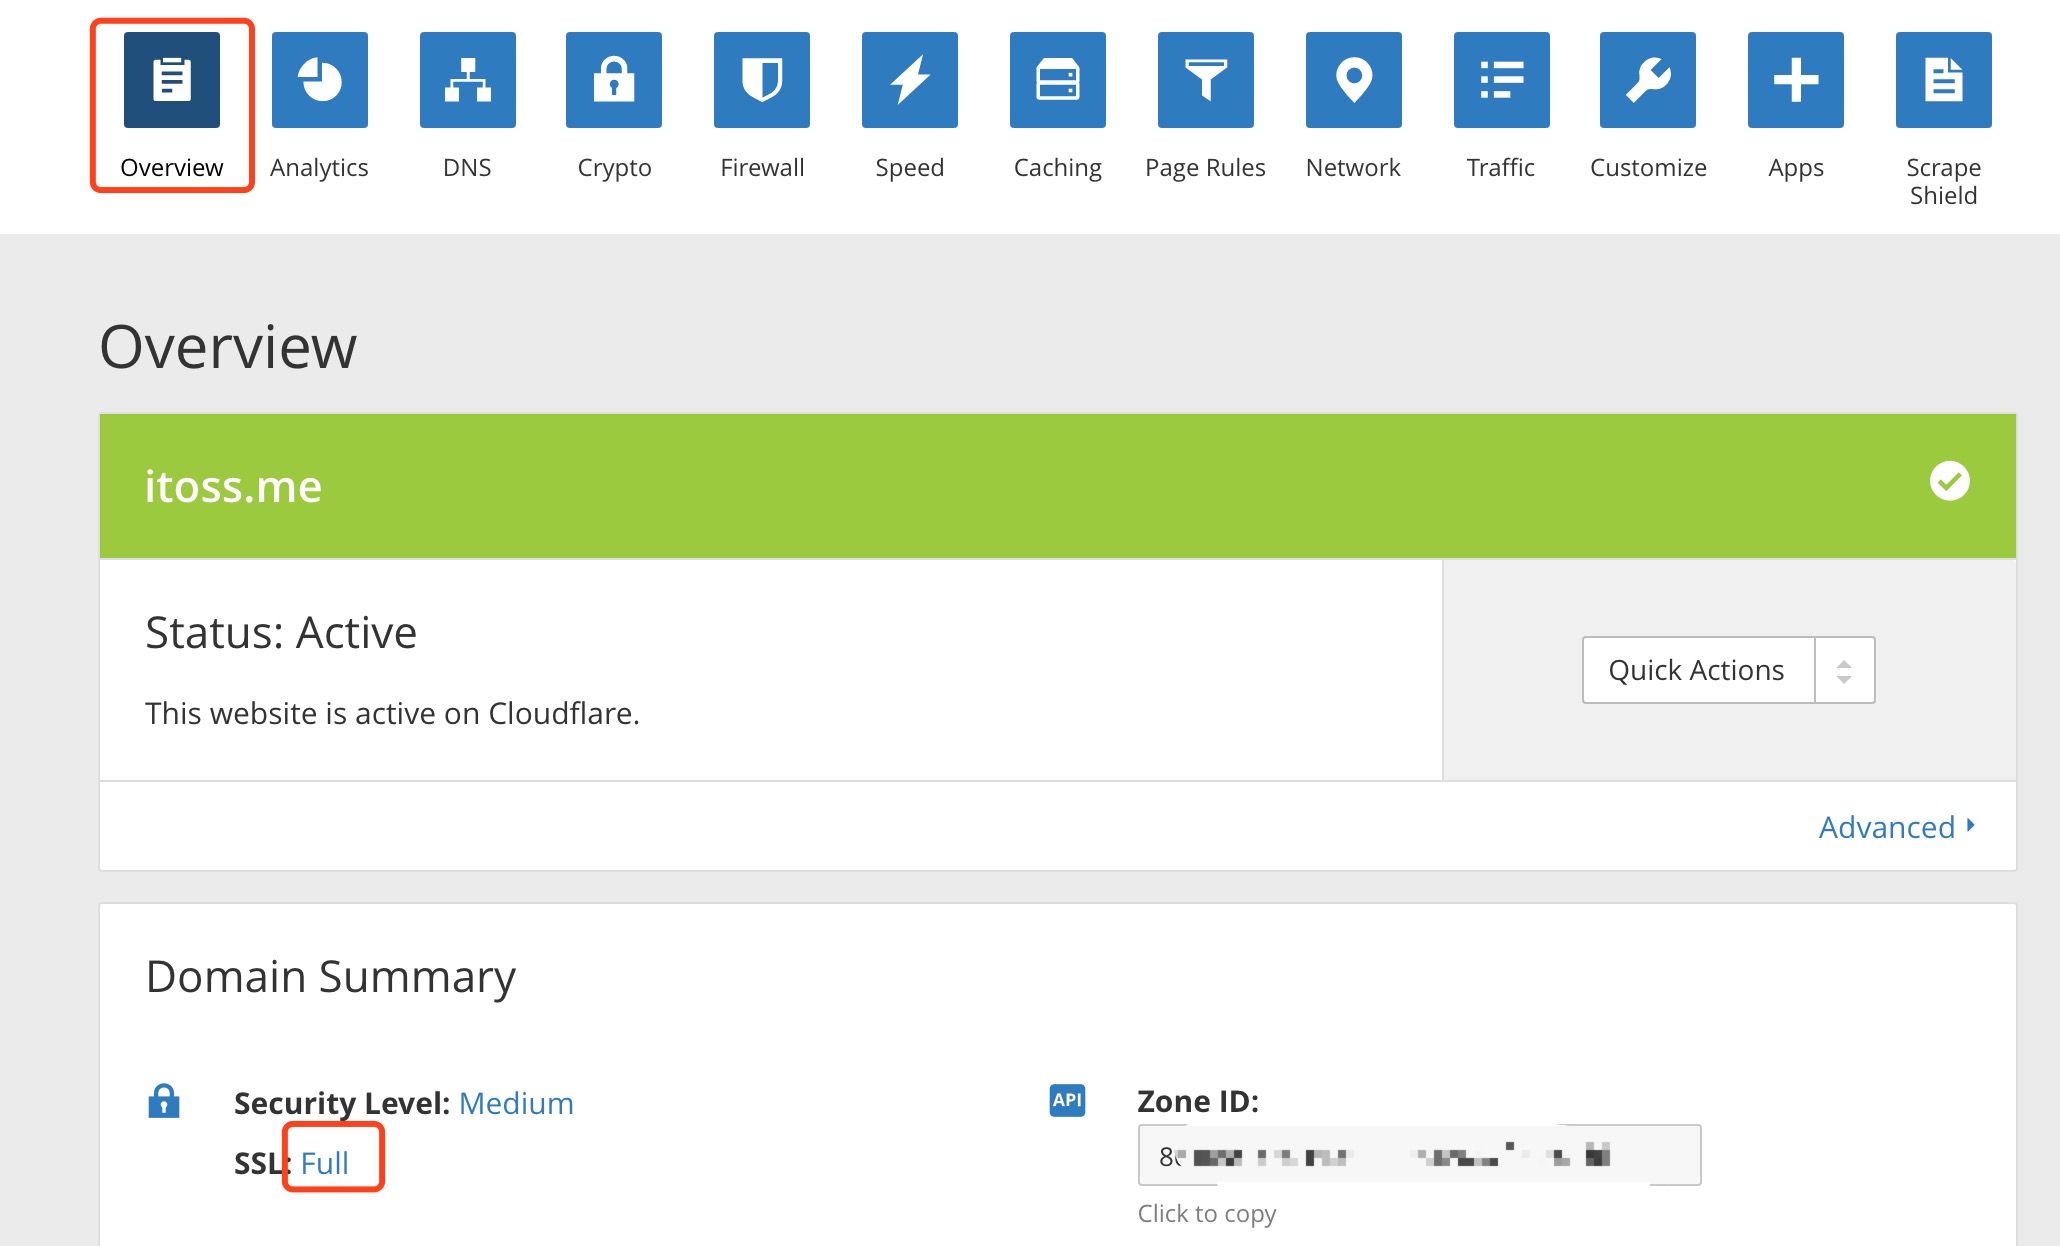 Overview Analytics DNS Crypto Firewall Speed Caching Page Rules Network Traffic Customize Apps Scrape Shield
Overview
itoss.me
Status: Active
Quick Actions
This website is active on Cloudflare.
Advanced
Domain Summary
Security Level: Medium
SSL: Full
API
Zone ID:
Click to copy